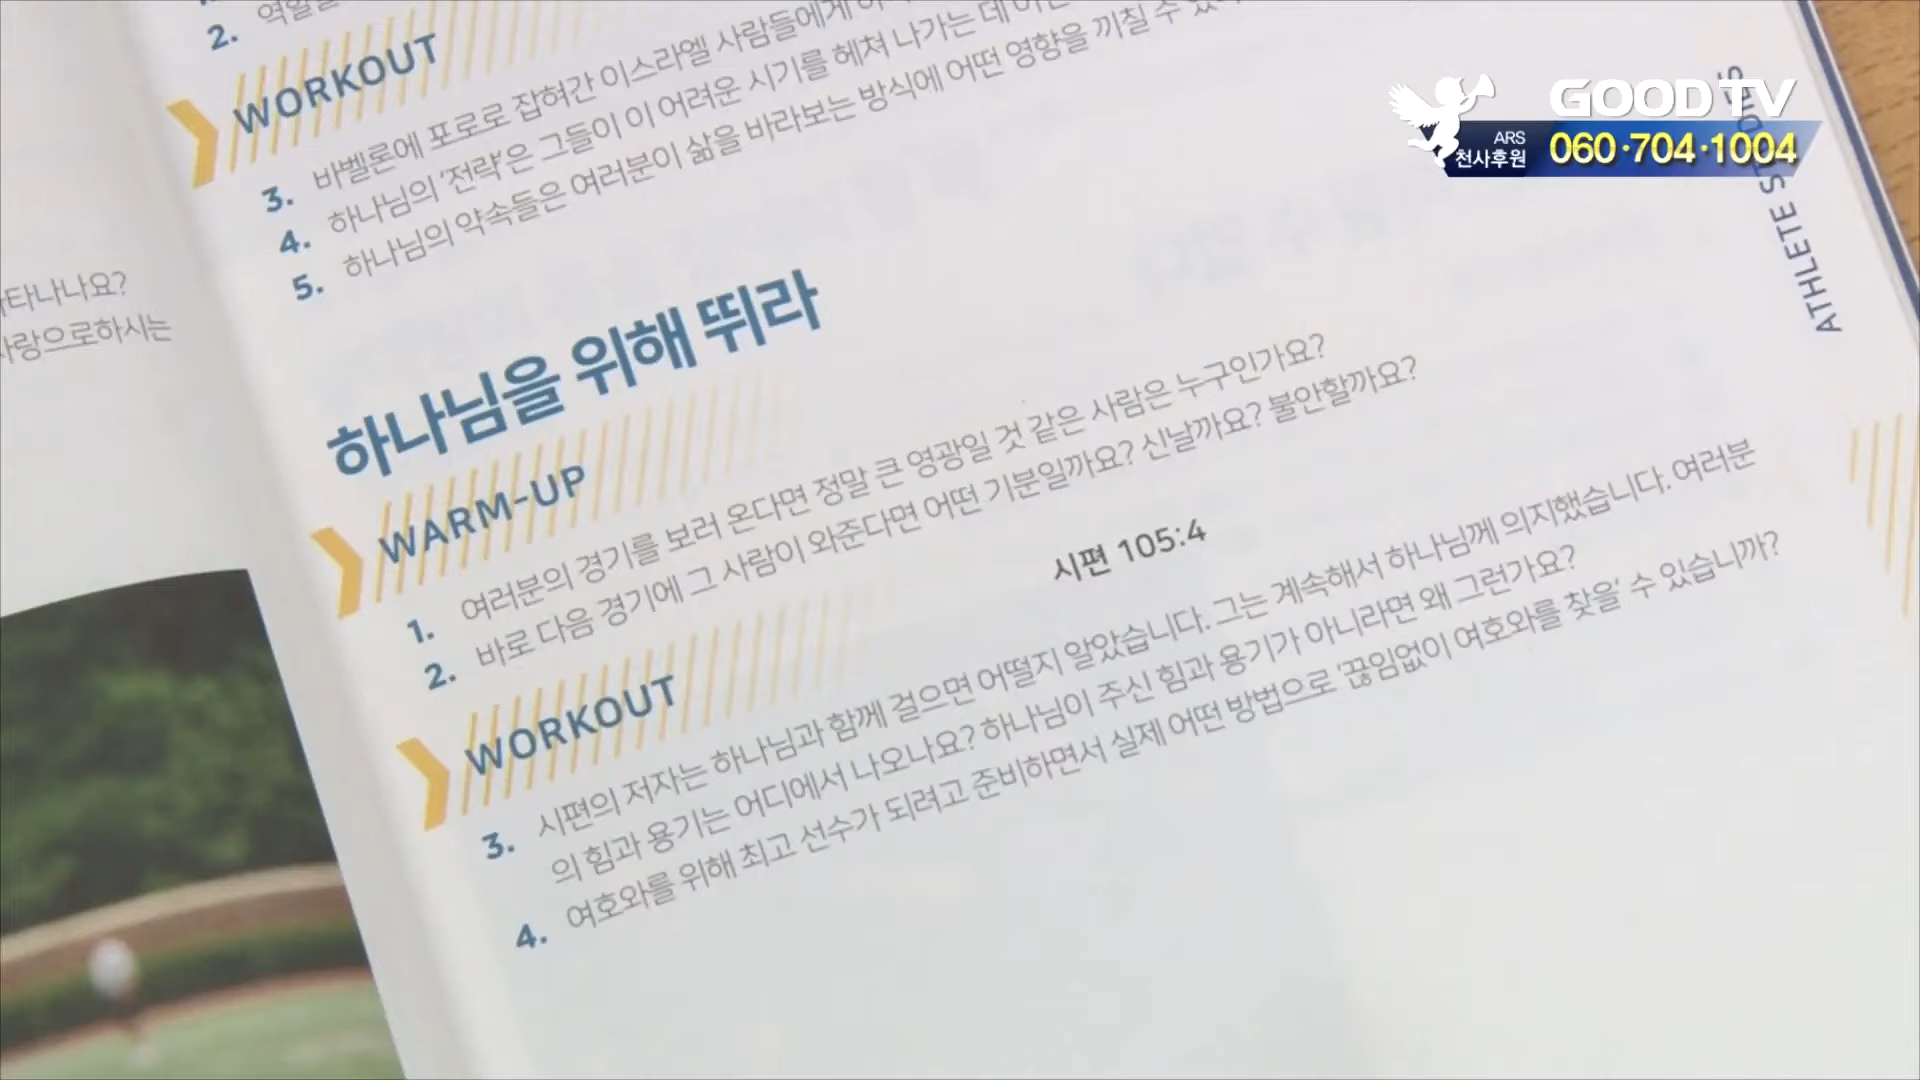 2. 역할을
WORKOUT
3. 바벨론에 포로로 잡혀간 이스라엘 사람들에게
4. 하나님의 '전략'은 그들이 이 어려운 시기를 헤쳐 나가는 데
5. 하나님의 약속들은 여러분이 삶을 바라보는 방식에 어떤 영향을 끼칠 수
하나님을 위해 뛰라
WARM-UP
1. 여러분의 경기를 보러 온다면 정말 큰 영광일 것 같은 사람은 누구인가요?
2. 바로 다음 경기에 그 사람이 와준다면 어떤 기분일까요? 신날까요? 불안할까요?
시편 105:4
WORKOUT
3. 시편의 저자는 하나님과 함께 걸으면 어떨지 알았습니다. 그는 계속해서 하나님께 의지했습니다. 여러분
의 힘과 용기는 어디에서 나오나요? 하나님이 주신 힘과 용기가 아니라면 왜 그런가요?
4. 여호와를 위해 최고 선수가 되려고 준비하면서 실제 어떤 방법으로 '끊임없이 여호와를 찾을' 수 있습니까?
타나나요?
사랑으로하시는
ATHLETE STUDIES
GOODTV
ARS
천사후원 060·704·1004